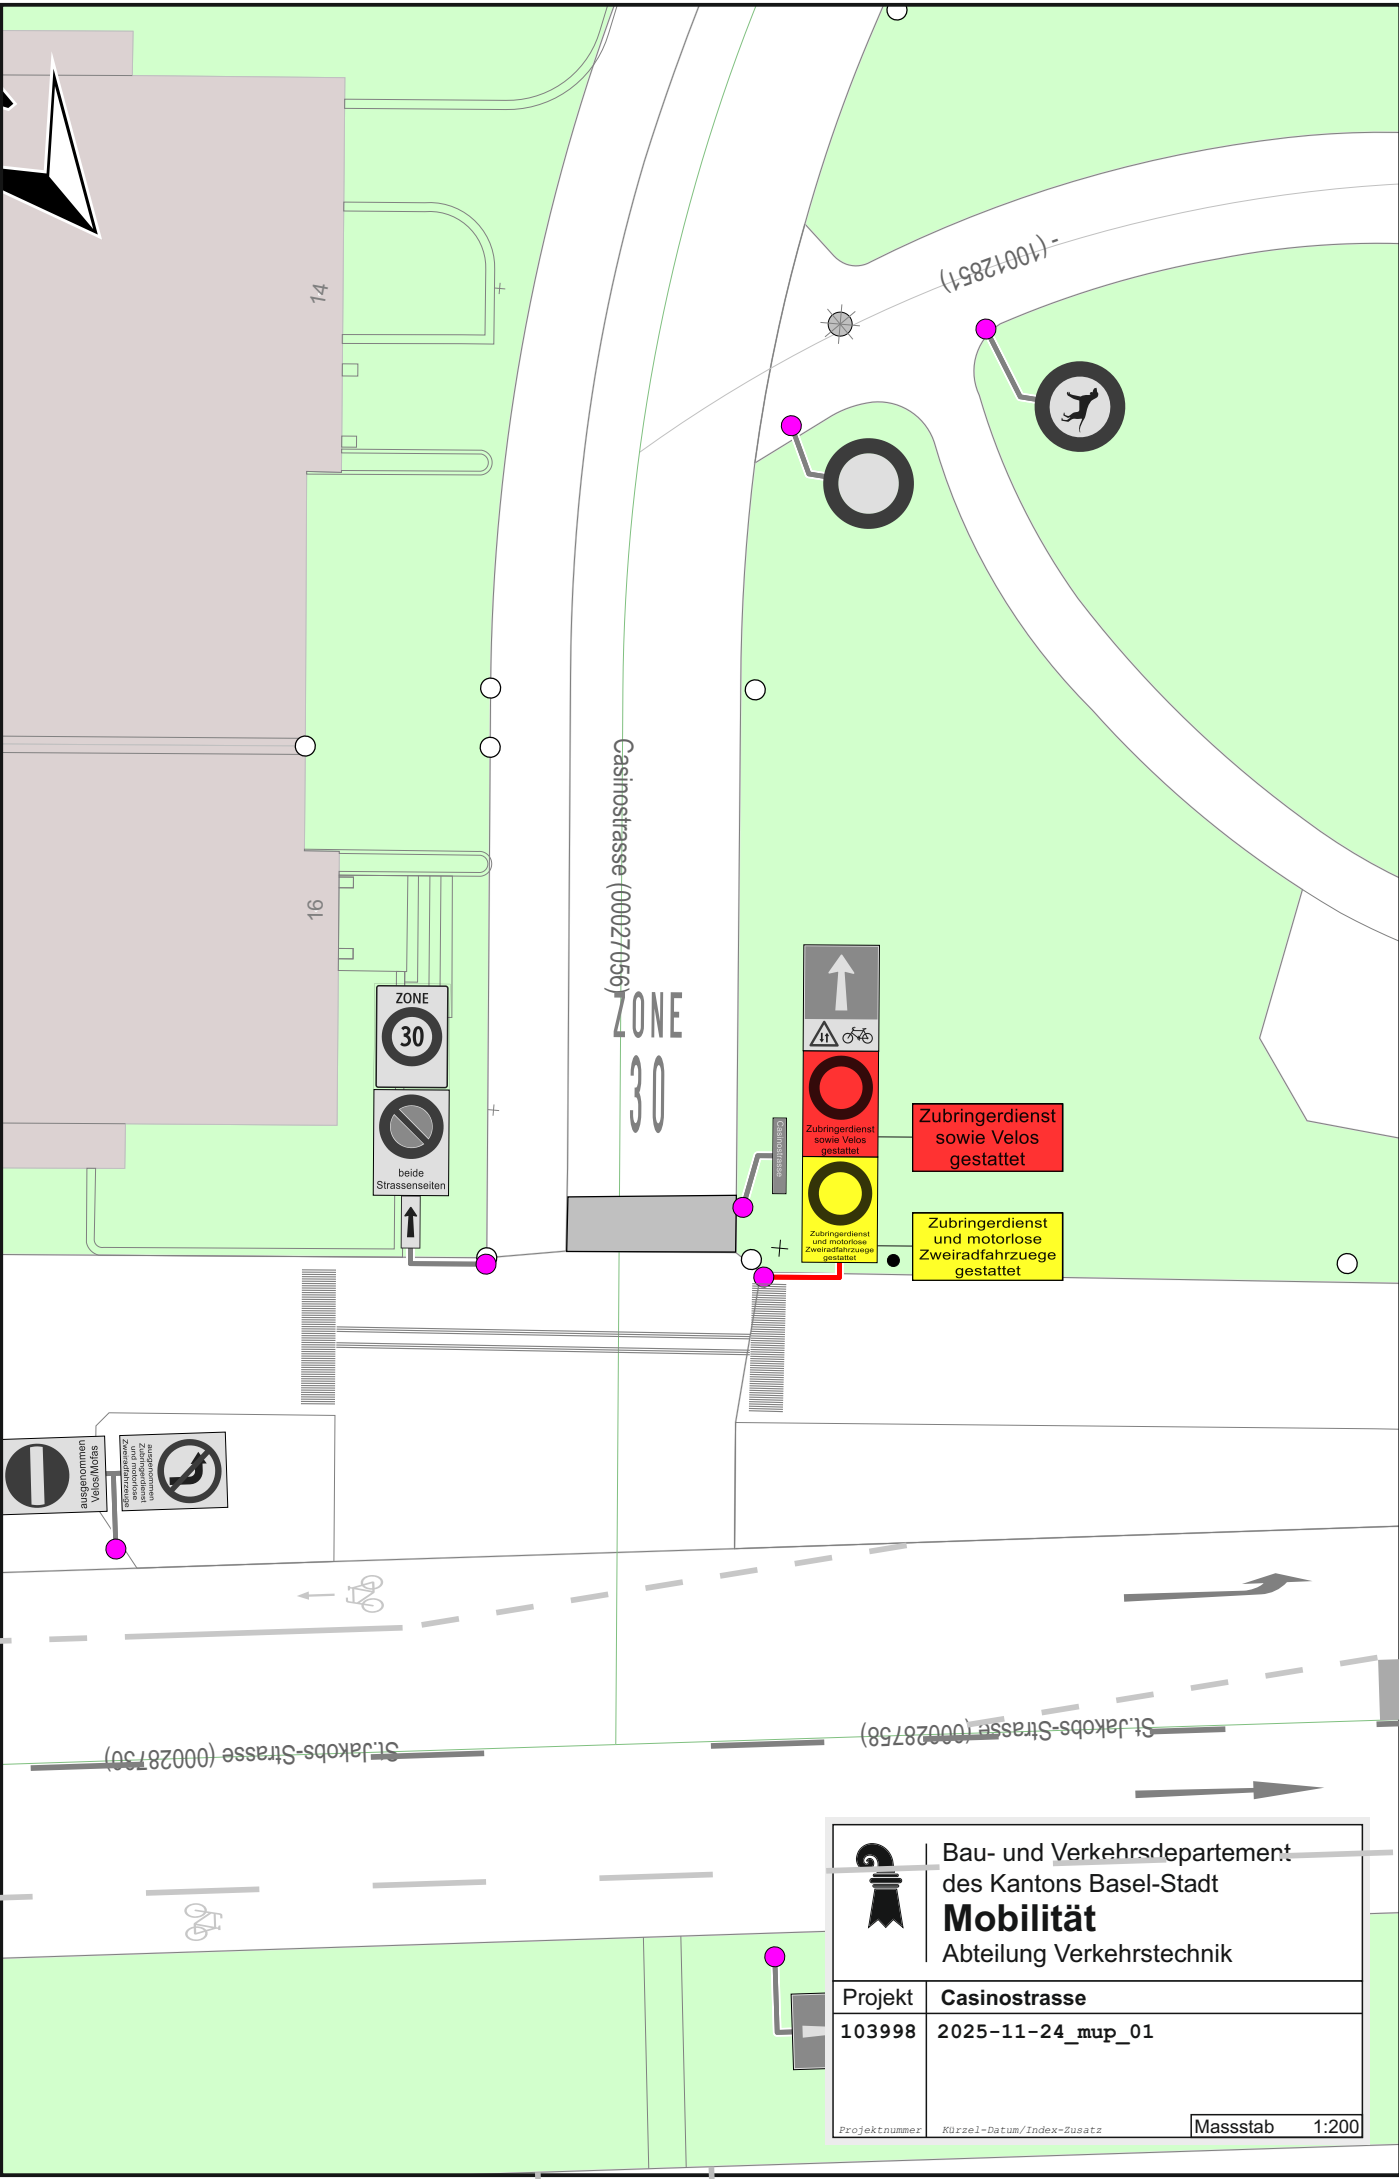 - (10012851)
14
Casinostrasse (00027056)
16
ZONE
30
ZONE
30
beide
Strassenseiten
Casinostrasse
Zubringerdienst
sowie Velos
gestattet
Zubringerdienst
sowie Velos
gestattet
Zubringerdienst
und motorlose
Zweiradfahrzuege
gestattet
Zubringerdienst
und motorlose
Zweiradfahrzuege
gestattet
ausgenommen
Velos/Mofas
ausgenommen
Zubringerdienst
und motorlose
Zweiradfahrzeuge
St.Jakobs-Strasse (00028730)
St.Jakobs-Strasse (00028758)
Bau- und Verkehrsdepartement
des Kantons Basel-Stadt
Mobilität
Abteilung Verkehrstechnik
Projekt
Casinostrasse
103998
2025-11-24_mup_01
Projektnummer
Kürzel-Datum/Index-Zusatz
Massstab 1:200